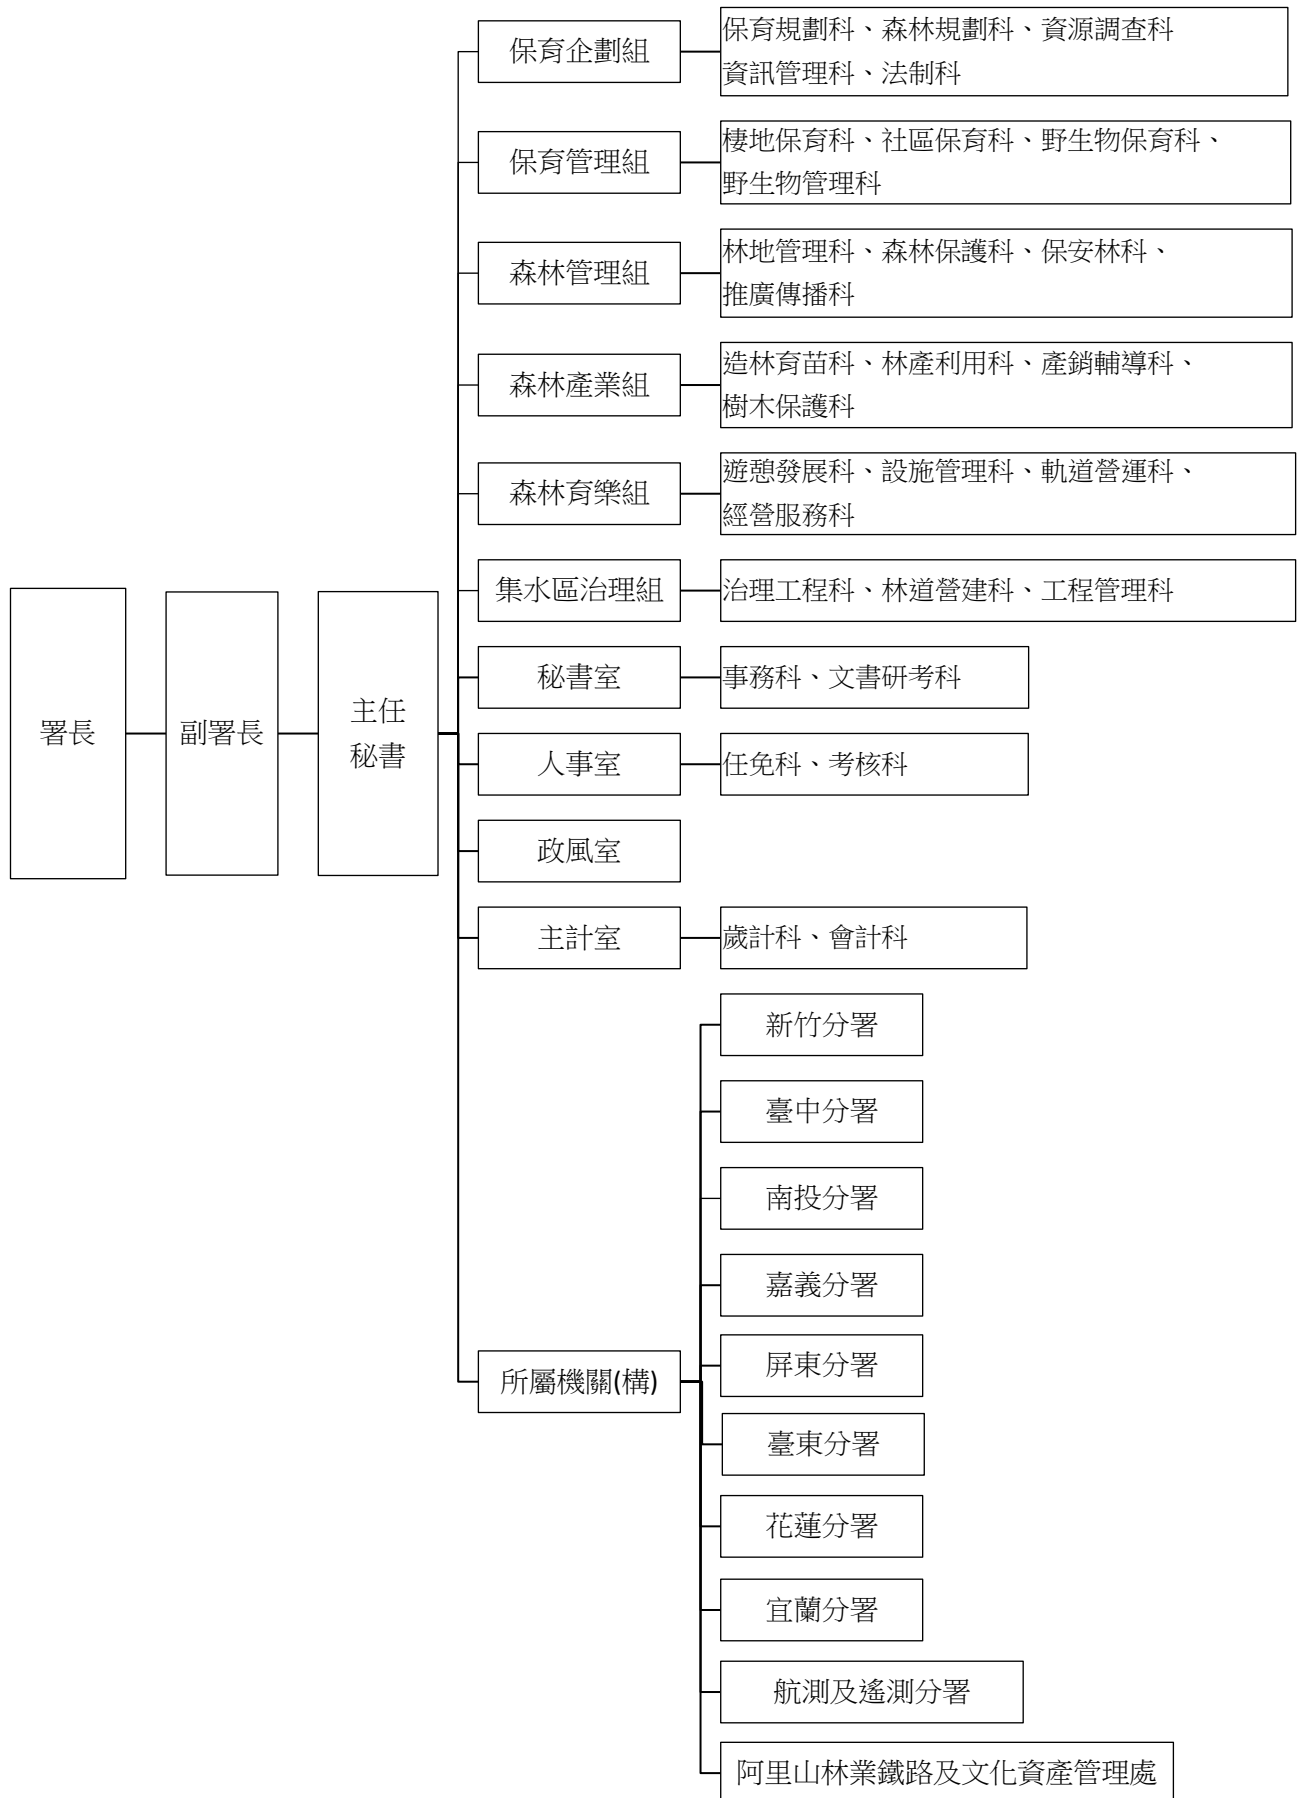 署長
副署長
主任
秘書
保育企劃組
保育規劃科、森林規劃科、資源調查科
資訊管理科、法制科
保育管理組
棲地保育科、社區保育科、野生物保育科、
野生物管理科
森林管理組
林地管理科、森林保護科、保安林科、
推廣傳播科
森林產業組
造林育苗科、林產利用科、產銷輔導科、
樹木保護科
森林育樂組
遊憩發展科、設施管理科、軌道營運科、
經營服務科
集水區治理組
治理工程科、林道營建科、工程管理科
秘書室
事務科、文書研考科
人事室
任免科、考核科
政風室
主計室
歲計科、會計科
所屬機關(構)
新竹分署
臺中分署
南投分署
嘉義分署
屏東分署
臺東分署
花蓮分署
宜蘭分署
航測及遙測分署
阿里山林業鐵路及文化資產管理處